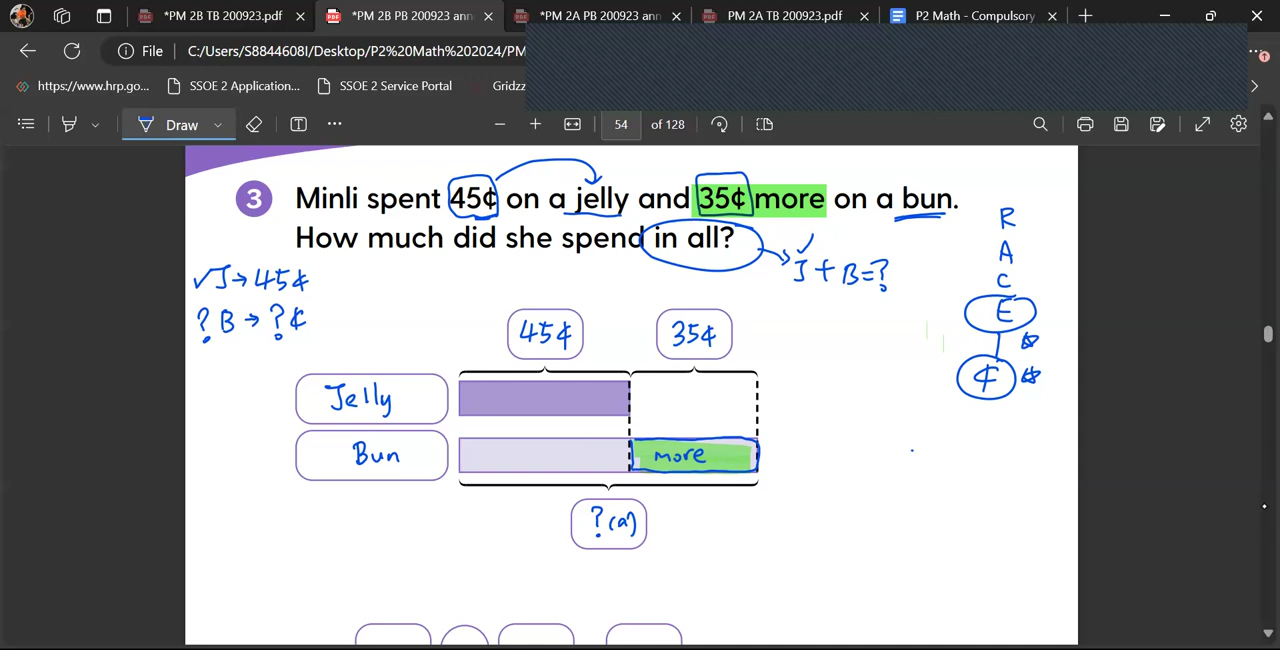 *PM 2B TB 200923.pdf
*PM 2B PB 200923 ann
*PM 2A PB 200923 ann
PM 2A TB 200923.pdf
P2 Math - Compulsory
File
C:/Users/S8844608I/Desktop/P2%20Math%202024/PM
https://www.hrp.go...
SSOE 2 Application...
SSOE 2 Service Portal
Gridzz
Draw
54 of 128
3 Minli spent 45¢ on a jelly and 35¢ more on a bun.
How much did she spend in all?
✓J→45¢
? B → ?¢
J + B = ?
R
A
C
E
¢
45¢
35¢
Jelly
Bun
more
? (a)